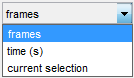 frames
frames
time (s)
current selection